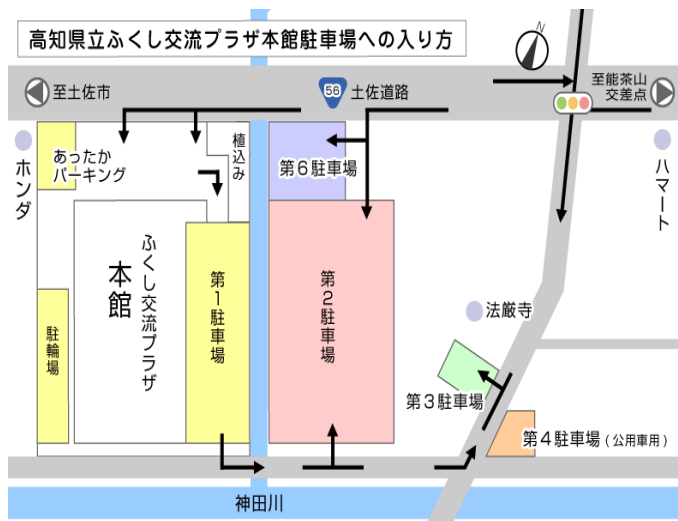 高知県立ふくし交流プラザ本館駐車場への入り方
N
至土佐市
56
土佐道路
至能茶山
交差点
ホンダ
あったか
パーキング
植込み
第6駐車場
ハマート
ふくし交流プラザ
本館
第1駐車場
第2駐車場
駐輪場
法厳寺
第3駐車場
第4駐車場(公用車用)
神田川